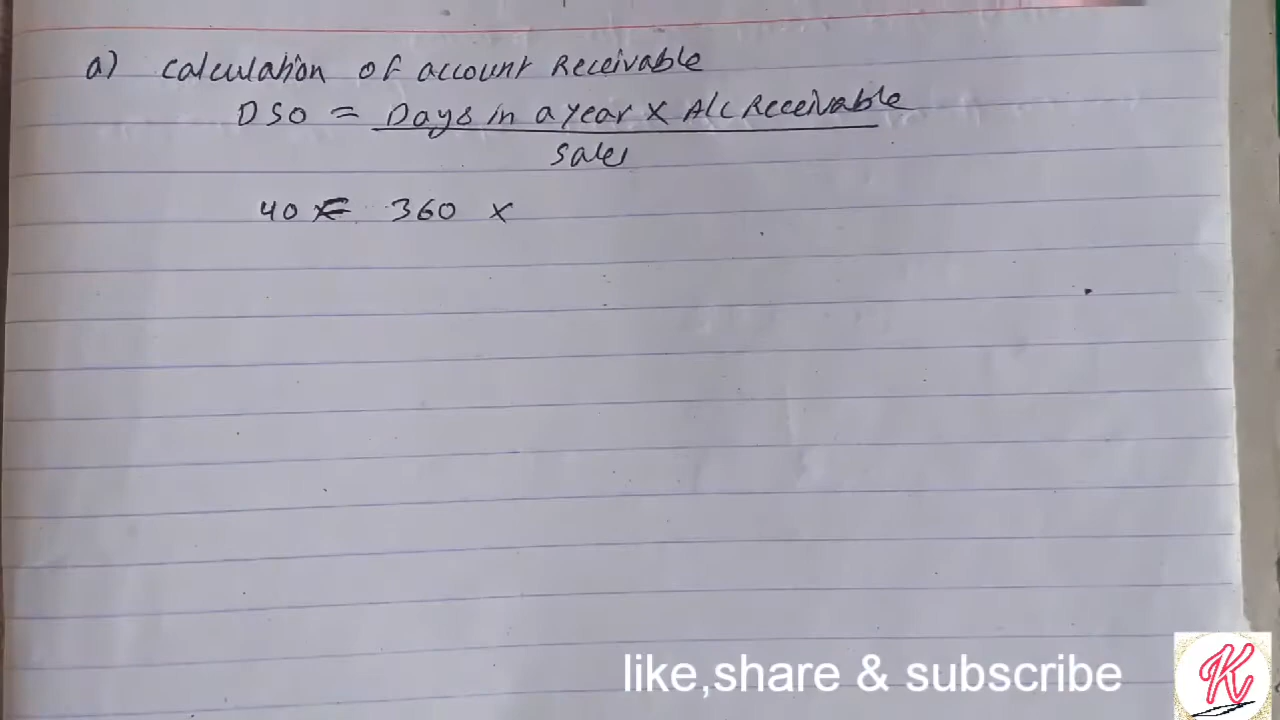 a) calculation of account Receivable
DSO = Days in a year × A/C Receivable
sales
40 = 360 ×
like,share & subscribe
K